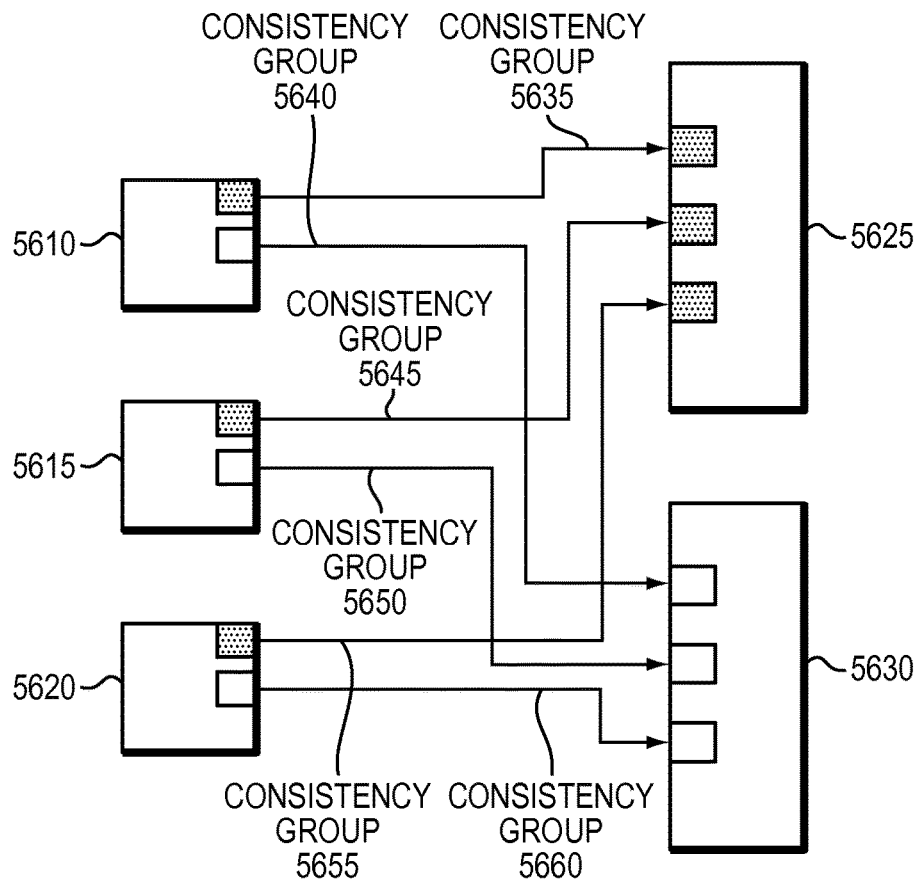 CONSISTENCY
GROUP
5640
CONSISTENCY
GROUP
5635
5610
5625
CONSISTENCY
GROUP
5645
5615
CONSISTENCY
GROUP
5650
5620
5630
CONSISTENCY
GROUP
5655
CONSISTENCY
GROUP
5660